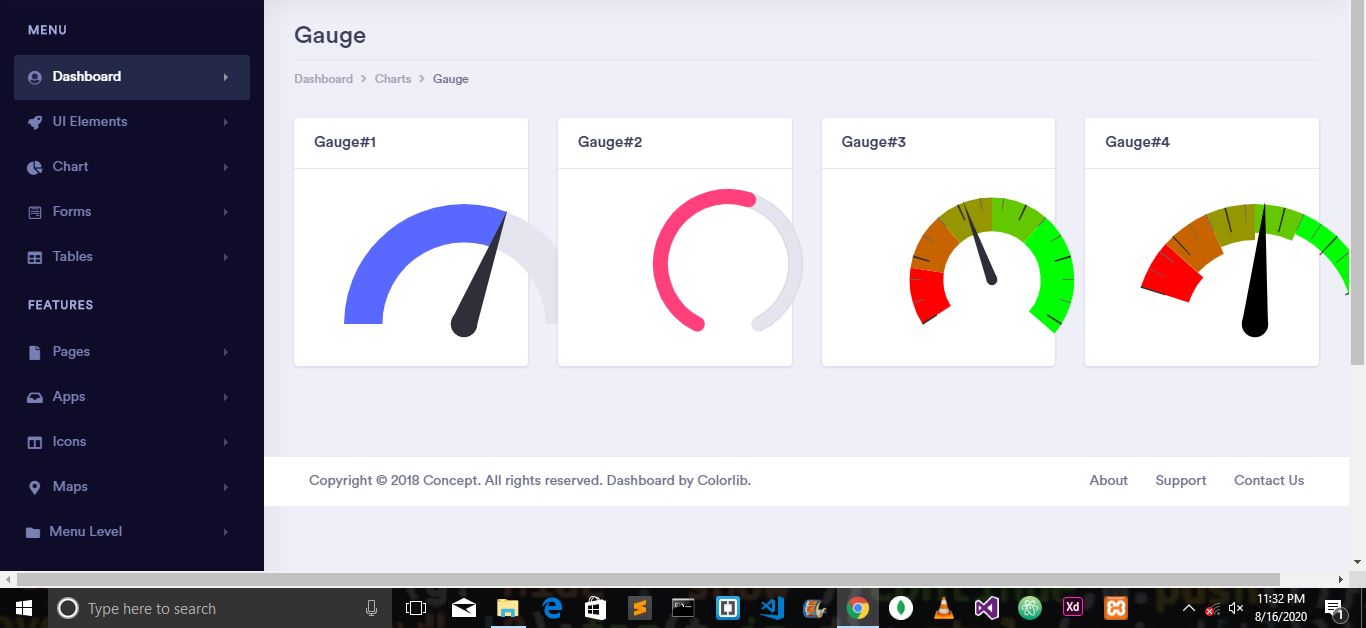 MENU
Dashboard
UI Elements
Chart
Forms
Tables
FEATURES
Pages
Apps
Icons
Maps
Menu Level
Gauge
Dashboard > Charts > Gauge
Gauge#1
Gauge#2
Gauge#3
Gauge#4
Copyright © 2018 Concept. All rights reserved. Dashboard by Colorlib.
About Support Contact Us
Type here to search
Xd
11:32 PM
8/16/2020
1